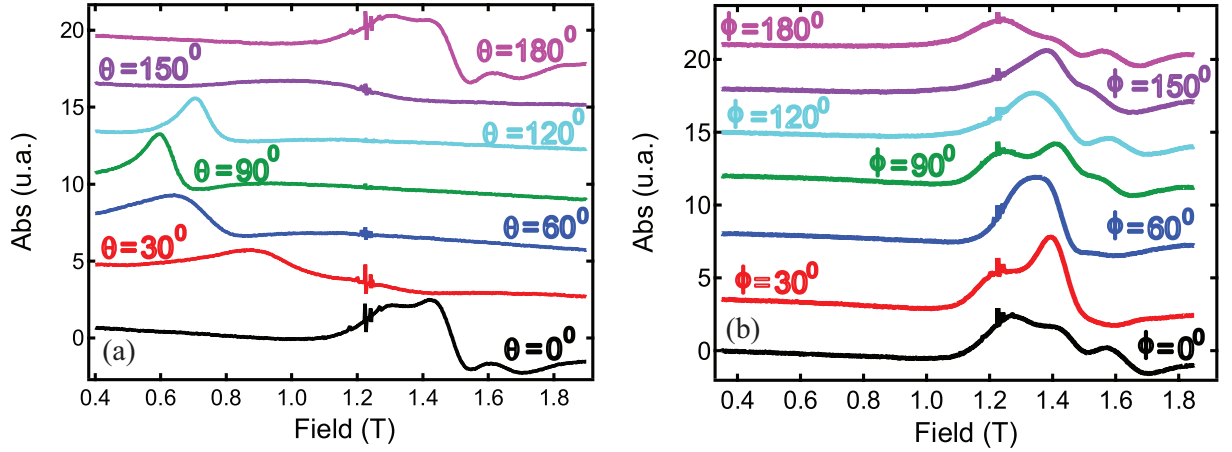 20
15
10
5
0
Abs (u.a.)
θ=180⁰
θ=150⁰
θ=120⁰
θ=90⁰
θ=60⁰
θ=30⁰
θ=0⁰
(a)
0.4 0.6 0.8 1.0 1.2 1.4 1.6 1.8
Field (T)
20
15
10
5
0
Abs (u.a.)
ϕ=180⁰
ϕ=150⁰
ϕ=120⁰
ϕ=90⁰
ϕ=60⁰
ϕ=30⁰
ϕ=0⁰
(b)
0.4 0.6 0.8 1.0 1.2 1.4 1.6 1.8
Field (T)